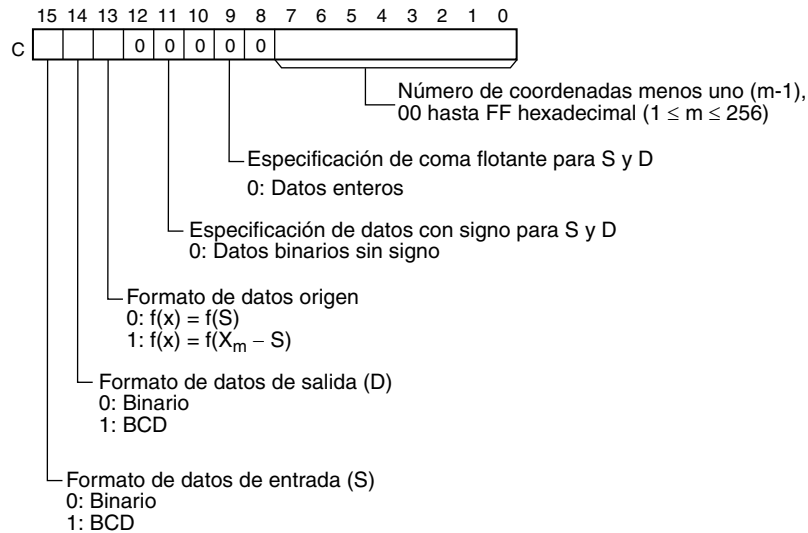 15 14 13 12 11 10 9 8 7 6 5 4 3 2 1 0
C 0 0 0 0 0
Número de coordenadas menos uno (m-1),
00 hasta FF hexadecimal (1 ≤ m ≤ 256)
Especificación de coma flotante para S y D
0: Datos enteros
Especificación de datos con signo para S y D
0: Datos binarios sin signo
Formato de datos origen
0: f(x) = f(S)
1: f(x) = f(Xm − S)
Formato de datos de salida (D)
0: Binario
1: BCD
Formato de datos de entrada (S)
0: Binario
1: BCD